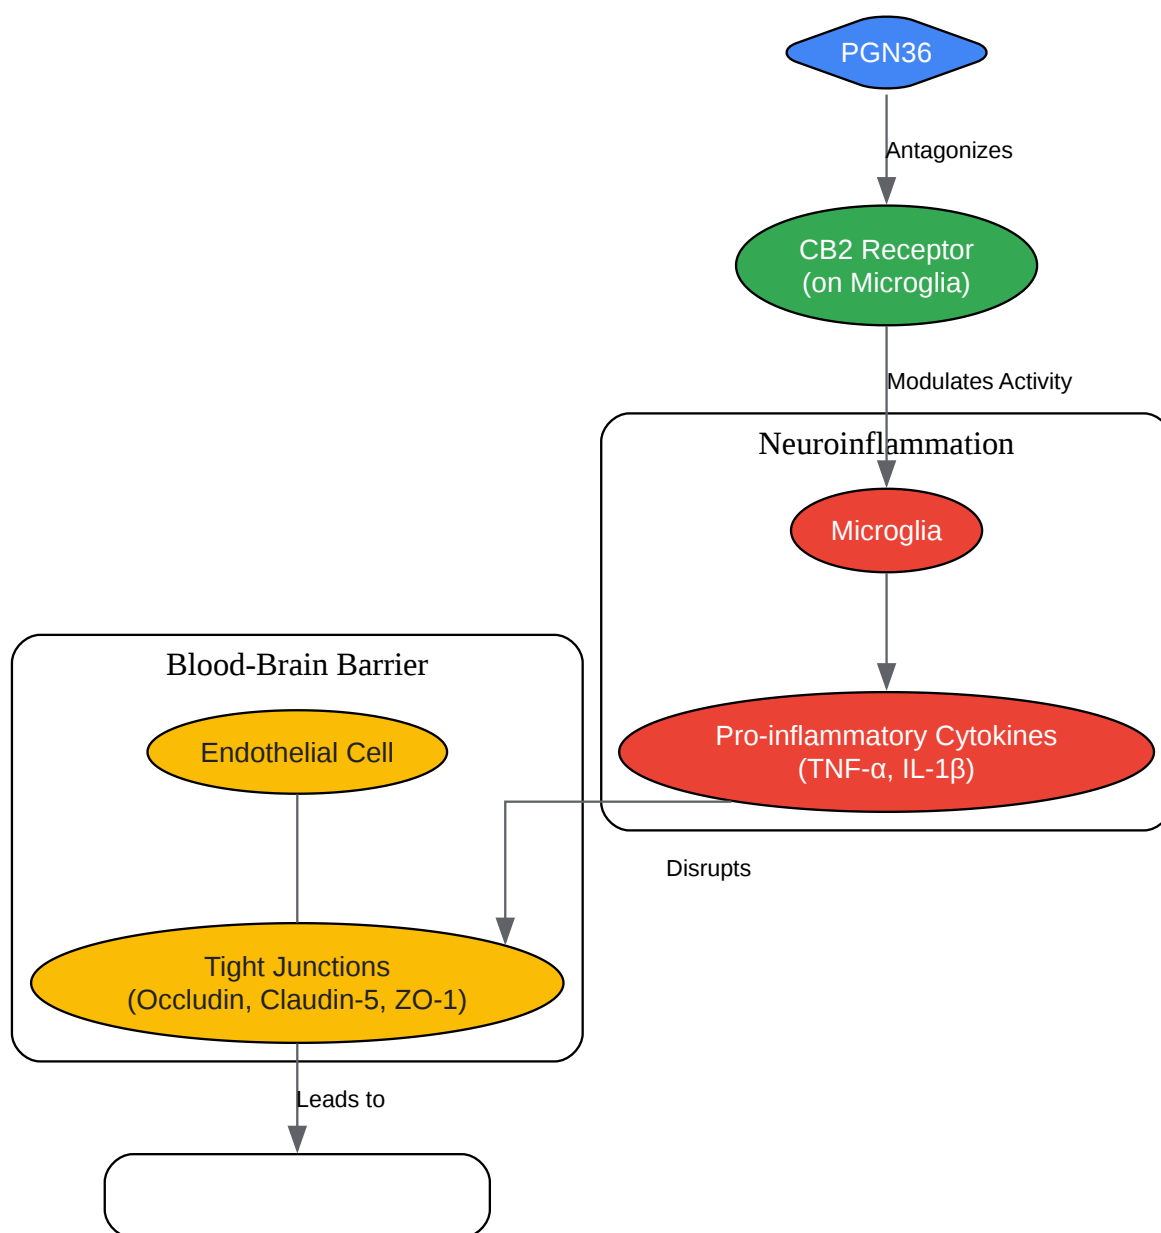 PGN36
Antagonizes
CB2 Receptor
(on Microglia)
Modulates Activity
Neuroinflammation
Microglia
Pro-inflammatory Cytokines
(TNF-α, IL-1β)
Disrupts
Blood-Brain Barrier
Endothelial Cell
Tight Junctions
(Occludin, Claudin-5, ZO-1)
Leads to